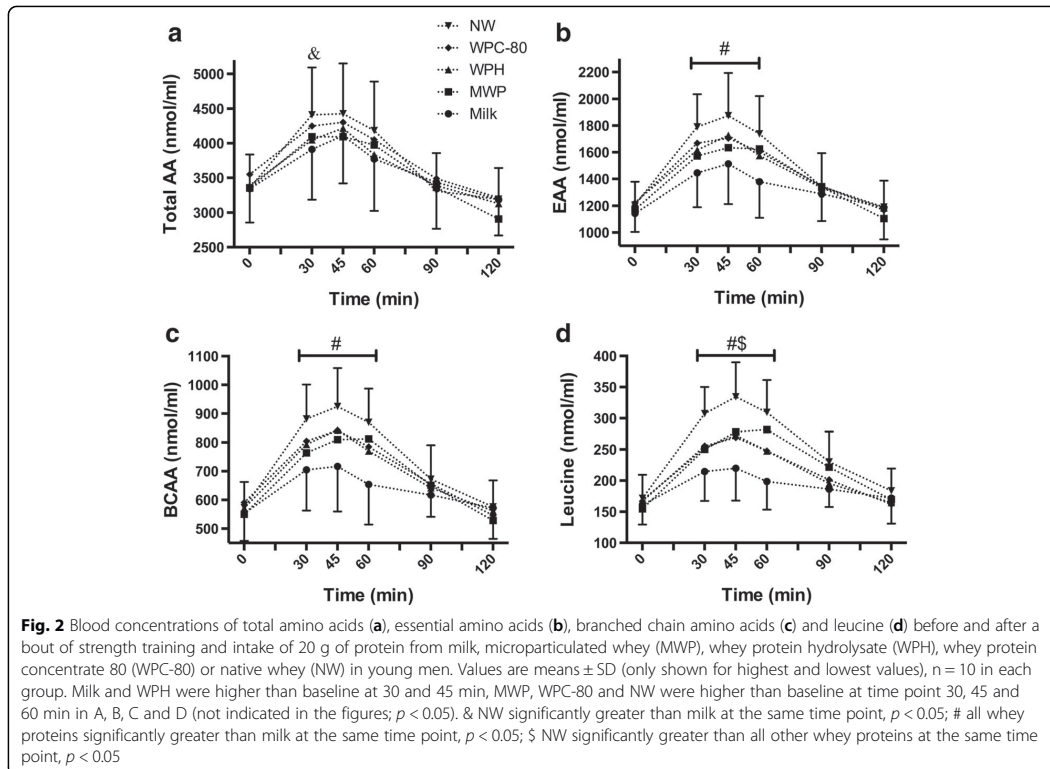 a
&
NW
WPC-80
WPH
MWP
Milk
Total AA (nmol/ml)
5000
4500
4000
3500
3000
2500
0 30 45 60 90 120
Time (min)
b
#
EAA (nmol/ml)
2200
2000
1800
1600
1400
1200
1000
0 30 45 60 90 120
Time (min)
c
#
BCAA (nmol/ml)
1100
1000
900
800
700
600
500
0 30 45 60 90 120
Time (min)
d
#$
Leucine (nmol/ml)
400
350
300
250
200
150
100
0 30 45 60 90 120
Time (min)
Fig. 2 Blood concentrations of total amino acids (a), essential amino acids (b), branched chain amino acids (c) and leucine (d) before and after a
bout of strength training and intake of 20 g of protein from milk, microparticulated whey (MWP), whey protein hydrolysate (WPH), whey protein
concentrate 80 (WPC-80) or native whey (NW) in young men. Values are means ± SD (only shown for highest and lowest values), n = 10 in each
group. Milk and WPH were higher than baseline at 30 and 45 min, MWP, WPC-80 and NW were higher than baseline at time point 30, 45 and
60 min in A, B, C and D (not indicated in the figures; p < 0.05). & NW significantly greater than milk at the same time point, p < 0.05; # all whey
proteins significantly greater than milk at the same time point, p < 0.05; $ NW significantly greater than all other whey proteins at the same time
point, p < 0.05